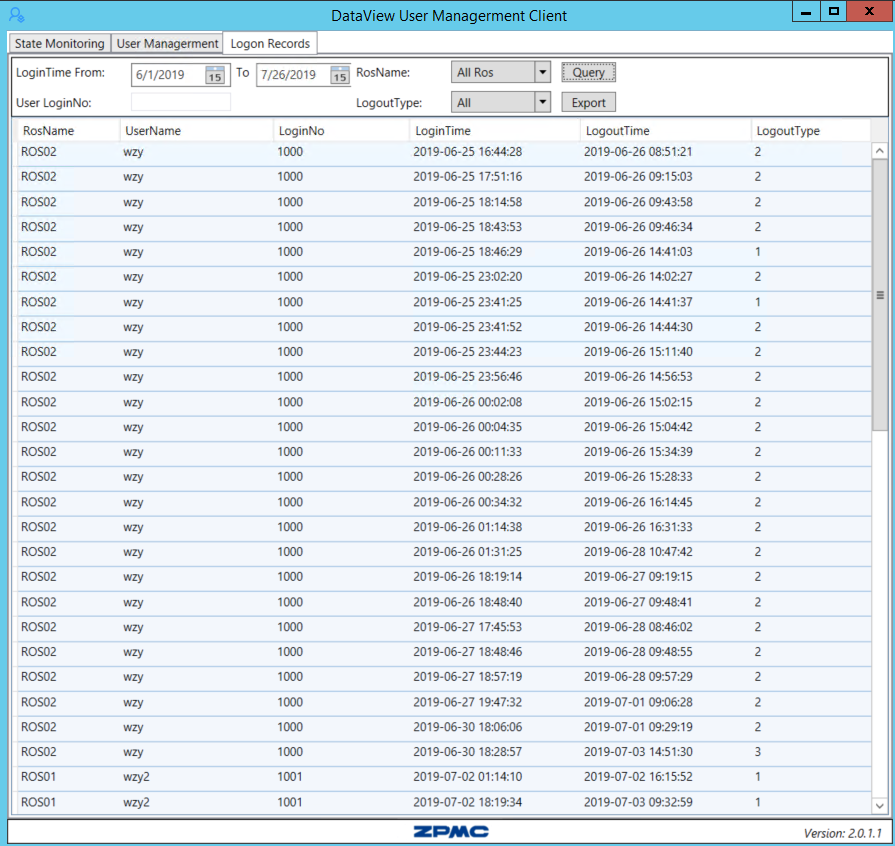 DataView User Management Client
State Monitoring User Management Logon Records
LoginTime From: 6/1/2019 15 To 7/26/2019 15 RosName: All Ros Query
User LoginNo: LogoutType: All Export
RosName UserName LoginNo LoginTime LogoutTime LogoutType
ROS02 wzy 1000 2019-06-25 16:44:28 2019-06-26 08:51:21 2
ROS02 wzy 1000 2019-06-25 17:51:16 2019-06-26 09:15:03 2
ROS02 wzy 1000 2019-06-25 18:14:58 2019-06-26 09:43:58 2
ROS02 wzy 1000 2019-06-25 18:43:53 2019-06-26 09:46:34 2
ROS02 wzy 1000 2019-06-25 18:46:29 2019-06-26 14:41:03 1
ROS02 wzy 1000 2019-06-25 23:02:20 2019-06-26 14:02:27 2
ROS02 wzy 1000 2019-06-25 23:41:25 2019-06-26 14:41:37 1
ROS02 wzy 1000 2019-06-25 23:41:52 2019-06-26 14:44:30 2
ROS02 wzy 1000 2019-06-25 23:44:23 2019-06-26 15:11:40 2
ROS02 wzy 1000 2019-06-25 23:56:46 2019-06-26 14:56:53 2
ROS02 wzy 1000 2019-06-26 00:02:08 2019-06-26 15:02:15 2
ROS02 wzy 1000 2019-06-26 00:04:35 2019-06-26 15:04:42 2
ROS02 wzy 1000 2019-06-26 00:11:33 2019-06-26 15:34:39 2
ROS02 wzy 1000 2019-06-26 00:28:26 2019-06-26 15:28:33 2
ROS02 wzy 1000 2019-06-26 00:34:32 2019-06-26 16:14:45 2
ROS02 wzy 1000 2019-06-26 01:14:38 2019-06-26 16:31:33 2
ROS02 wzy 1000 2019-06-26 01:31:25 2019-06-28 10:47:42 2
ROS02 wzy 1000 2019-06-26 18:19:14 2019-06-27 09:19:15 2
ROS02 wzy 1000 2019-06-26 18:48:40 2019-06-27 09:48:41 2
ROS02 wzy 1000 2019-06-27 17:45:53 2019-06-28 08:46:02 2
ROS02 wzy 1000 2019-06-27 18:48:46 2019-06-28 09:48:55 2
ROS02 wzy 1000 2019-06-27 18:57:19 2019-06-28 09:57:29 2
ROS02 wzy 1000 2019-06-27 19:47:32 2019-07-01 09:06:28 2
ROS02 wzy 1000 2019-06-30 18:06:06 2019-07-01 09:29:19 2
ROS02 wzy 1000 2019-06-30 18:28:57 2019-07-03 14:51:30 3
ROS01 wzy2 1001 2019-07-02 01:14:10 2019-07-02 16:15:52 1
ROS01 wzy2 1001 2019-07-02 18:19:34 2019-07-03 09:32:59 1
ZPMC Version: 2.0.1.1